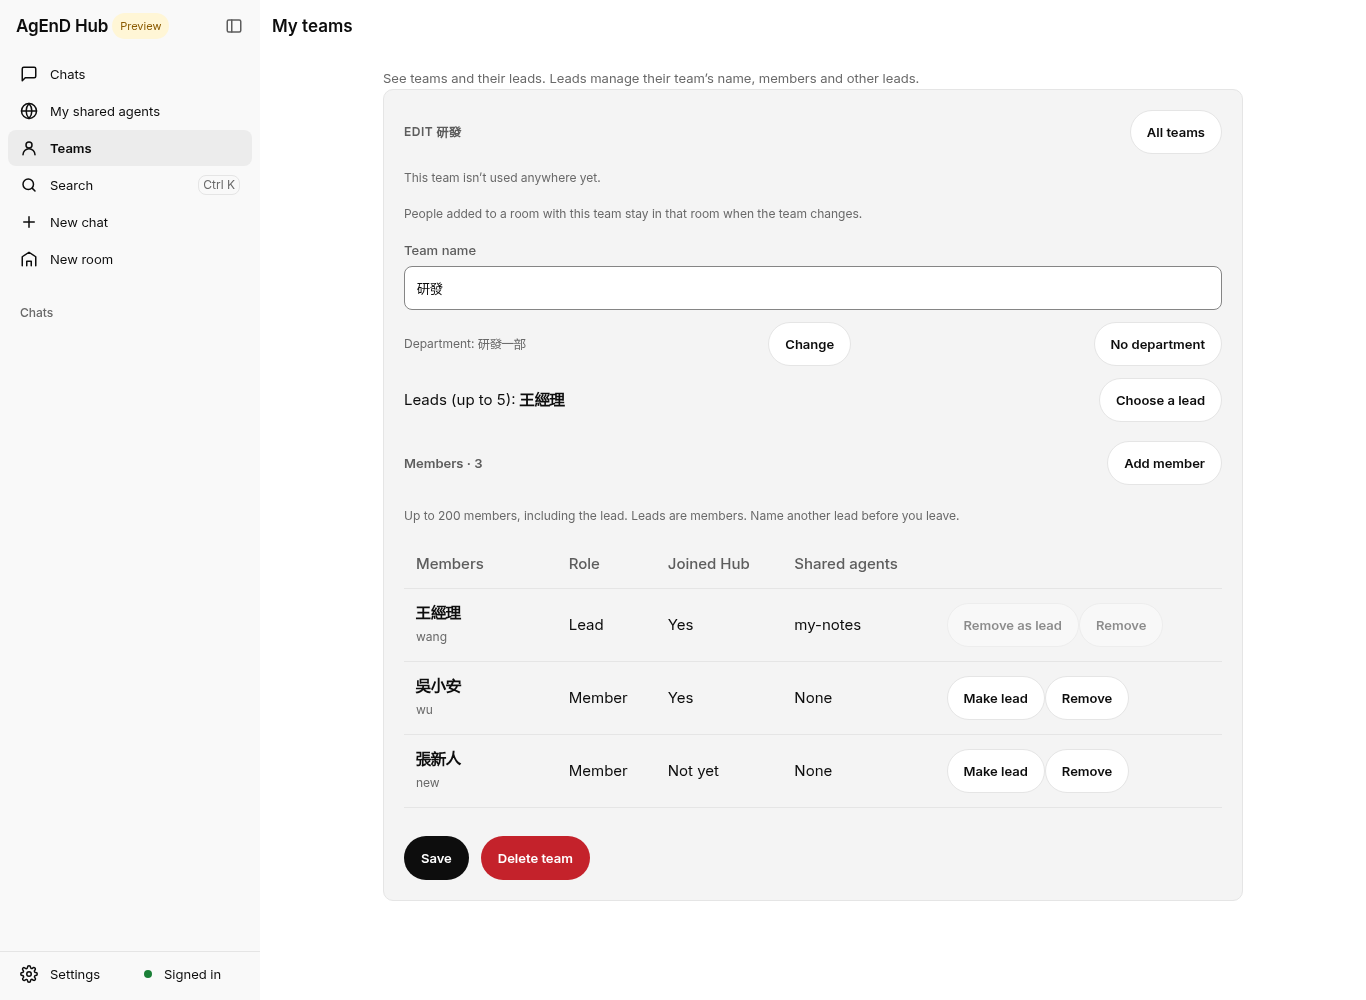 AgEnD Hub Preview
Chats
My shared agents
Teams
Search Ctrl K
New chat
New room
Chats
Settings
Signed in
My teams
See teams and their leads. Leads manage their team’s name, members and other leads.
EDIT 研發
All teams
This team isn’t used anywhere yet.
People added to a room with this team stay in that room when the team changes.
Team name
研發
Department: 研發一部 Change No department
Leads (up to 5): 王經理 Choose a lead
Members · 3 Add member
Up to 200 members, including the lead. Leads are members. Name another lead before you leave.
Members Role Joined Hub Shared agents
王經理
wang
Lead Yes my-notes Remove as lead Remove
吳小安
wu
Member Yes None Make lead Remove
張新人
new
Member Not yet None Make lead Remove
Save Delete team